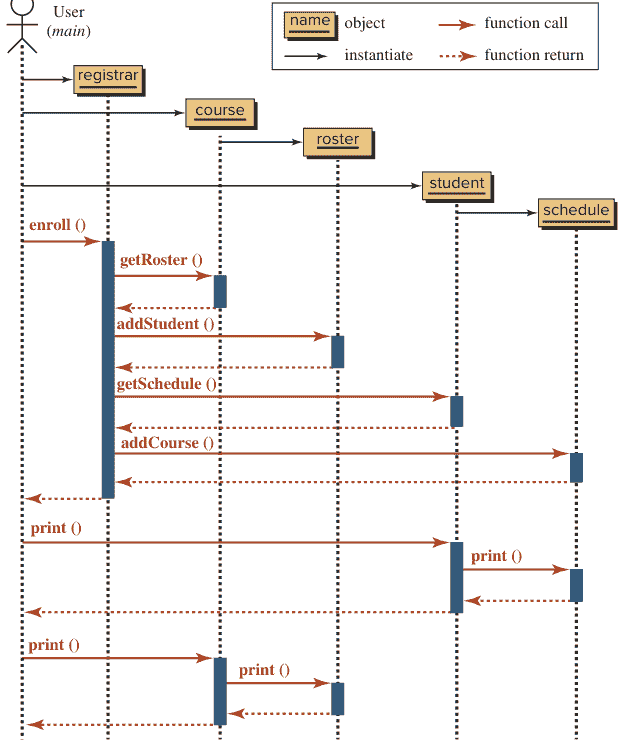 User
(main)
name
object
function call
instantiate
function return
registrar
course
roster
student
schedule
enroll ()
getRoster ()
addStudent ()
getSchedule ()
addCourse ()
print ()
print ()
print ()
print ()